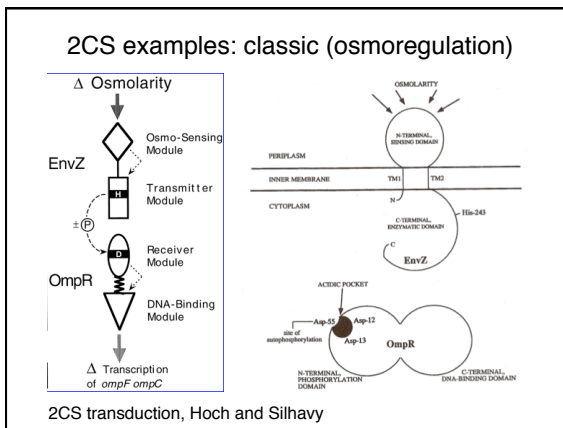 2CS examples: classic (osmoregulation)
Δ Osmolarity
Osmo-Sensing
Module
EnvZ
H
Transmitter
Module
± P
D
Receiver
Module
OmpR
DNA-Binding
Module
Δ Transcription
of ompF ompC
OSMOLARITY
N-TERMINAL,
BINDING DOMAIN
PERIPLASM
INNER MEMBRANE
TM1
TM2
CYTOPLASM
N
His-243
C-TERMINAL,
ENZYMATIC DOMAIN
C
EnvZ
ACIDIC POCKET
Asp-55
Asp-12
site of
autophosphorylation
Asp-13
OmpR
N-TERMINAL,
PHOSPHORYLATION
DOMAIN
C-TERMINAL,
DNA-BINDING DOMAIN
2CS transduction, Hoch and Silhavy